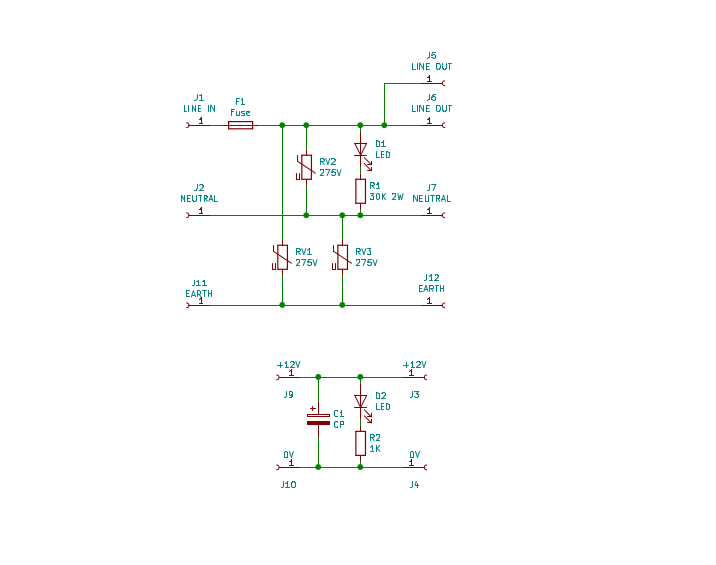 J5
LINE OUT
1
J1
LINE IN
1
F1
Fuse
J6
LINE OUT
1
D1
LED
RV2
275V
R1
30K 2W
J2
NEUTRAL
1
J7
NEUTRAL
1
RV1
275V
RV3
275V
J11
EARTH
1
J12
EARTH
1
+12V
1
J9
+12V
1
J3
D2
LED
+
C1
CP
R2
1K
0V
1
J10
0V
1
J4